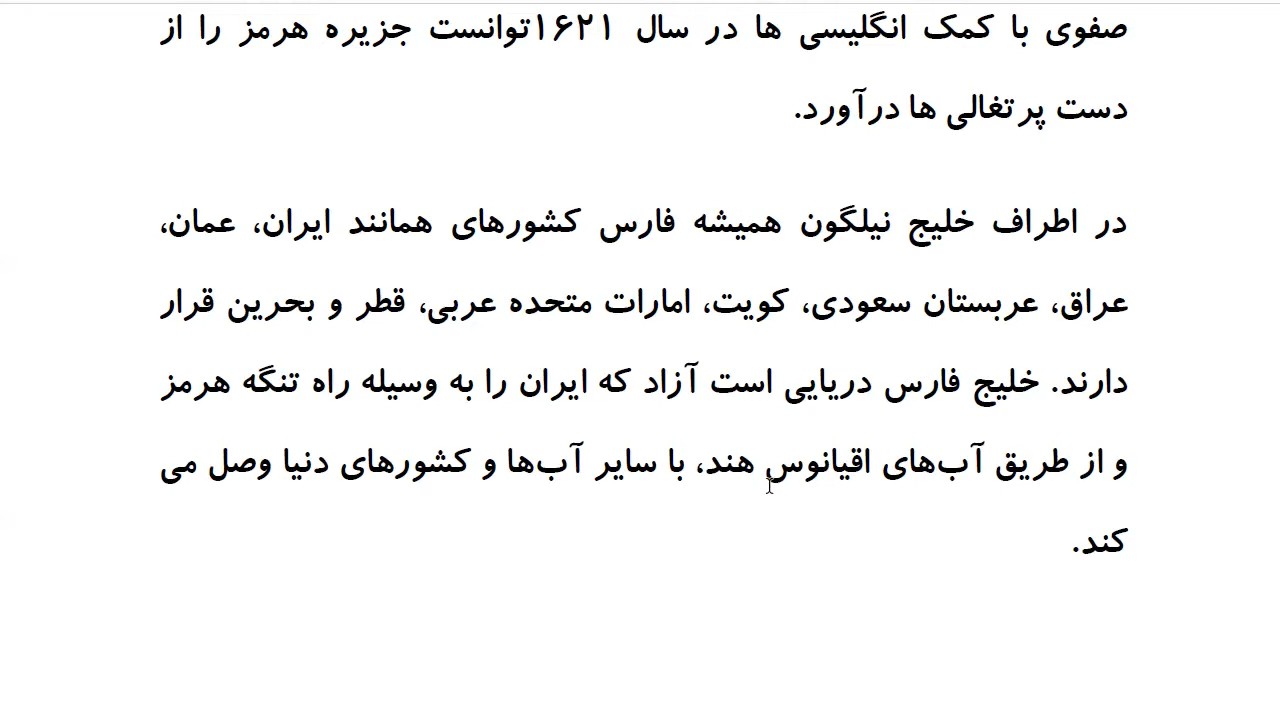 صفوی با کمک انگلیسی ها در سال ۱۶۲۱توانست جزیره هرمز را از
دست پرتغالی ها درآورد.
در اطراف خلیج نیلگون همیشه فارس کشورهای همانند ایران، عمان،
عراق، عربستان سعودی، کویت، امارات متحده عربی، قطر و بحرین قرار
دارند. خلیج فارس دریایی است آزاد که ایران را به وسیله راه تنگه هرمز
و از طریق آب‌های اقیانوس هند، با سایر آب‌ها و کشورهای دنیا وصل می
کند.